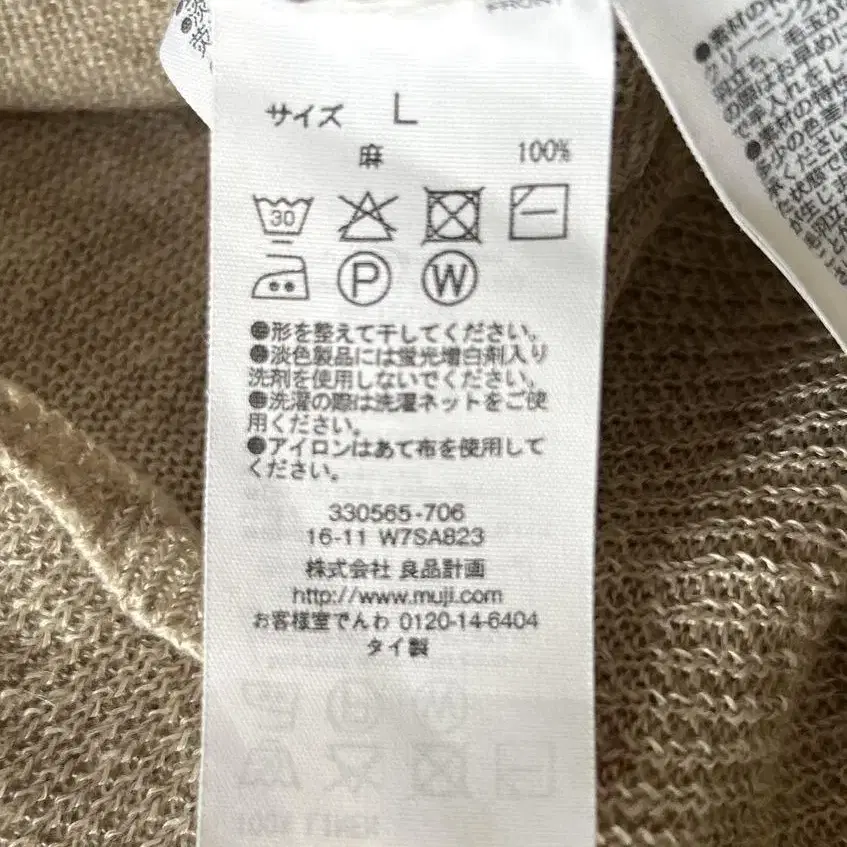 サイズ L
麻 100%
30
P W
●形を整えて干してください。
●淡色製品には蛍光増白剤入り
洗剤を使用しないでください。
●洗濯の際は洗濯ネットをご使
用ください。
●アイロンはあて布を使用して
ください。
330565-706
16-11 W7SA823
株式会社 良品計画
http://www.muji.com
お客様室でんわ 0120-14-6404
タイ製